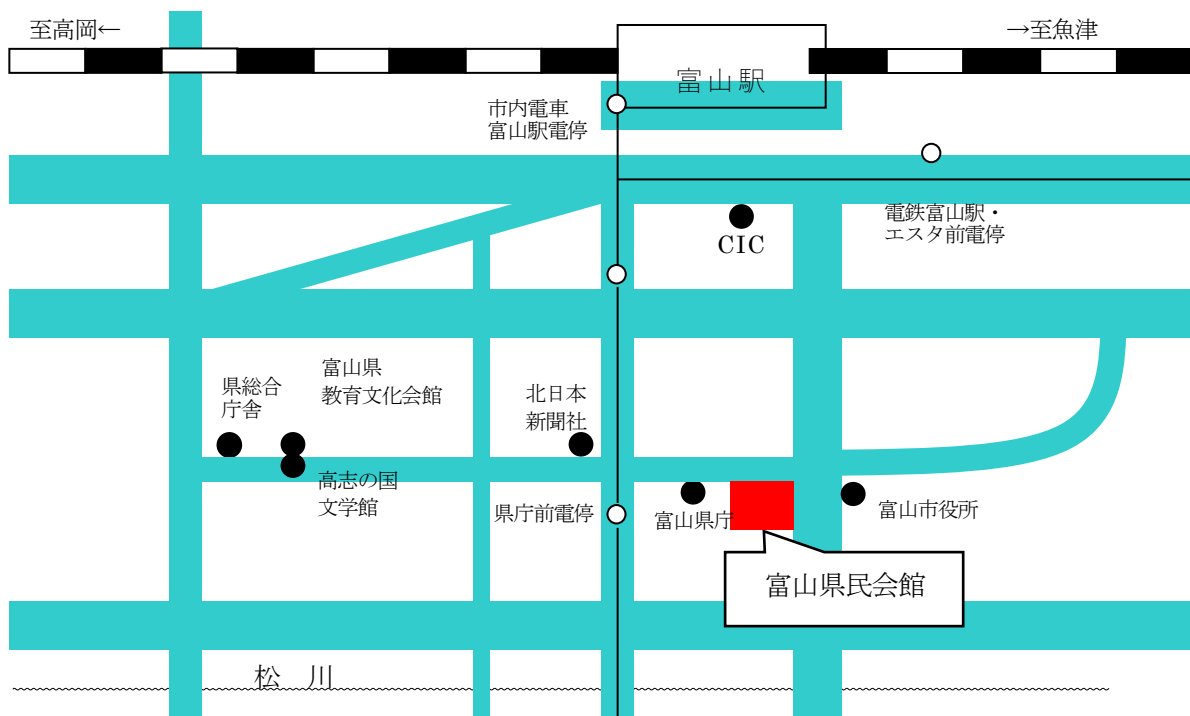 至高岡←
→至魚津
富山駅
市内電車
富山駅電停
電鉄富山駅・
エスタ前電停
CIC
富山県
教育文化会館
県総合
庁舎
北日本
新聞社
高志の国
文学館
県庁前電停
富山県庁
富山市役所
富山県民会館
松　川